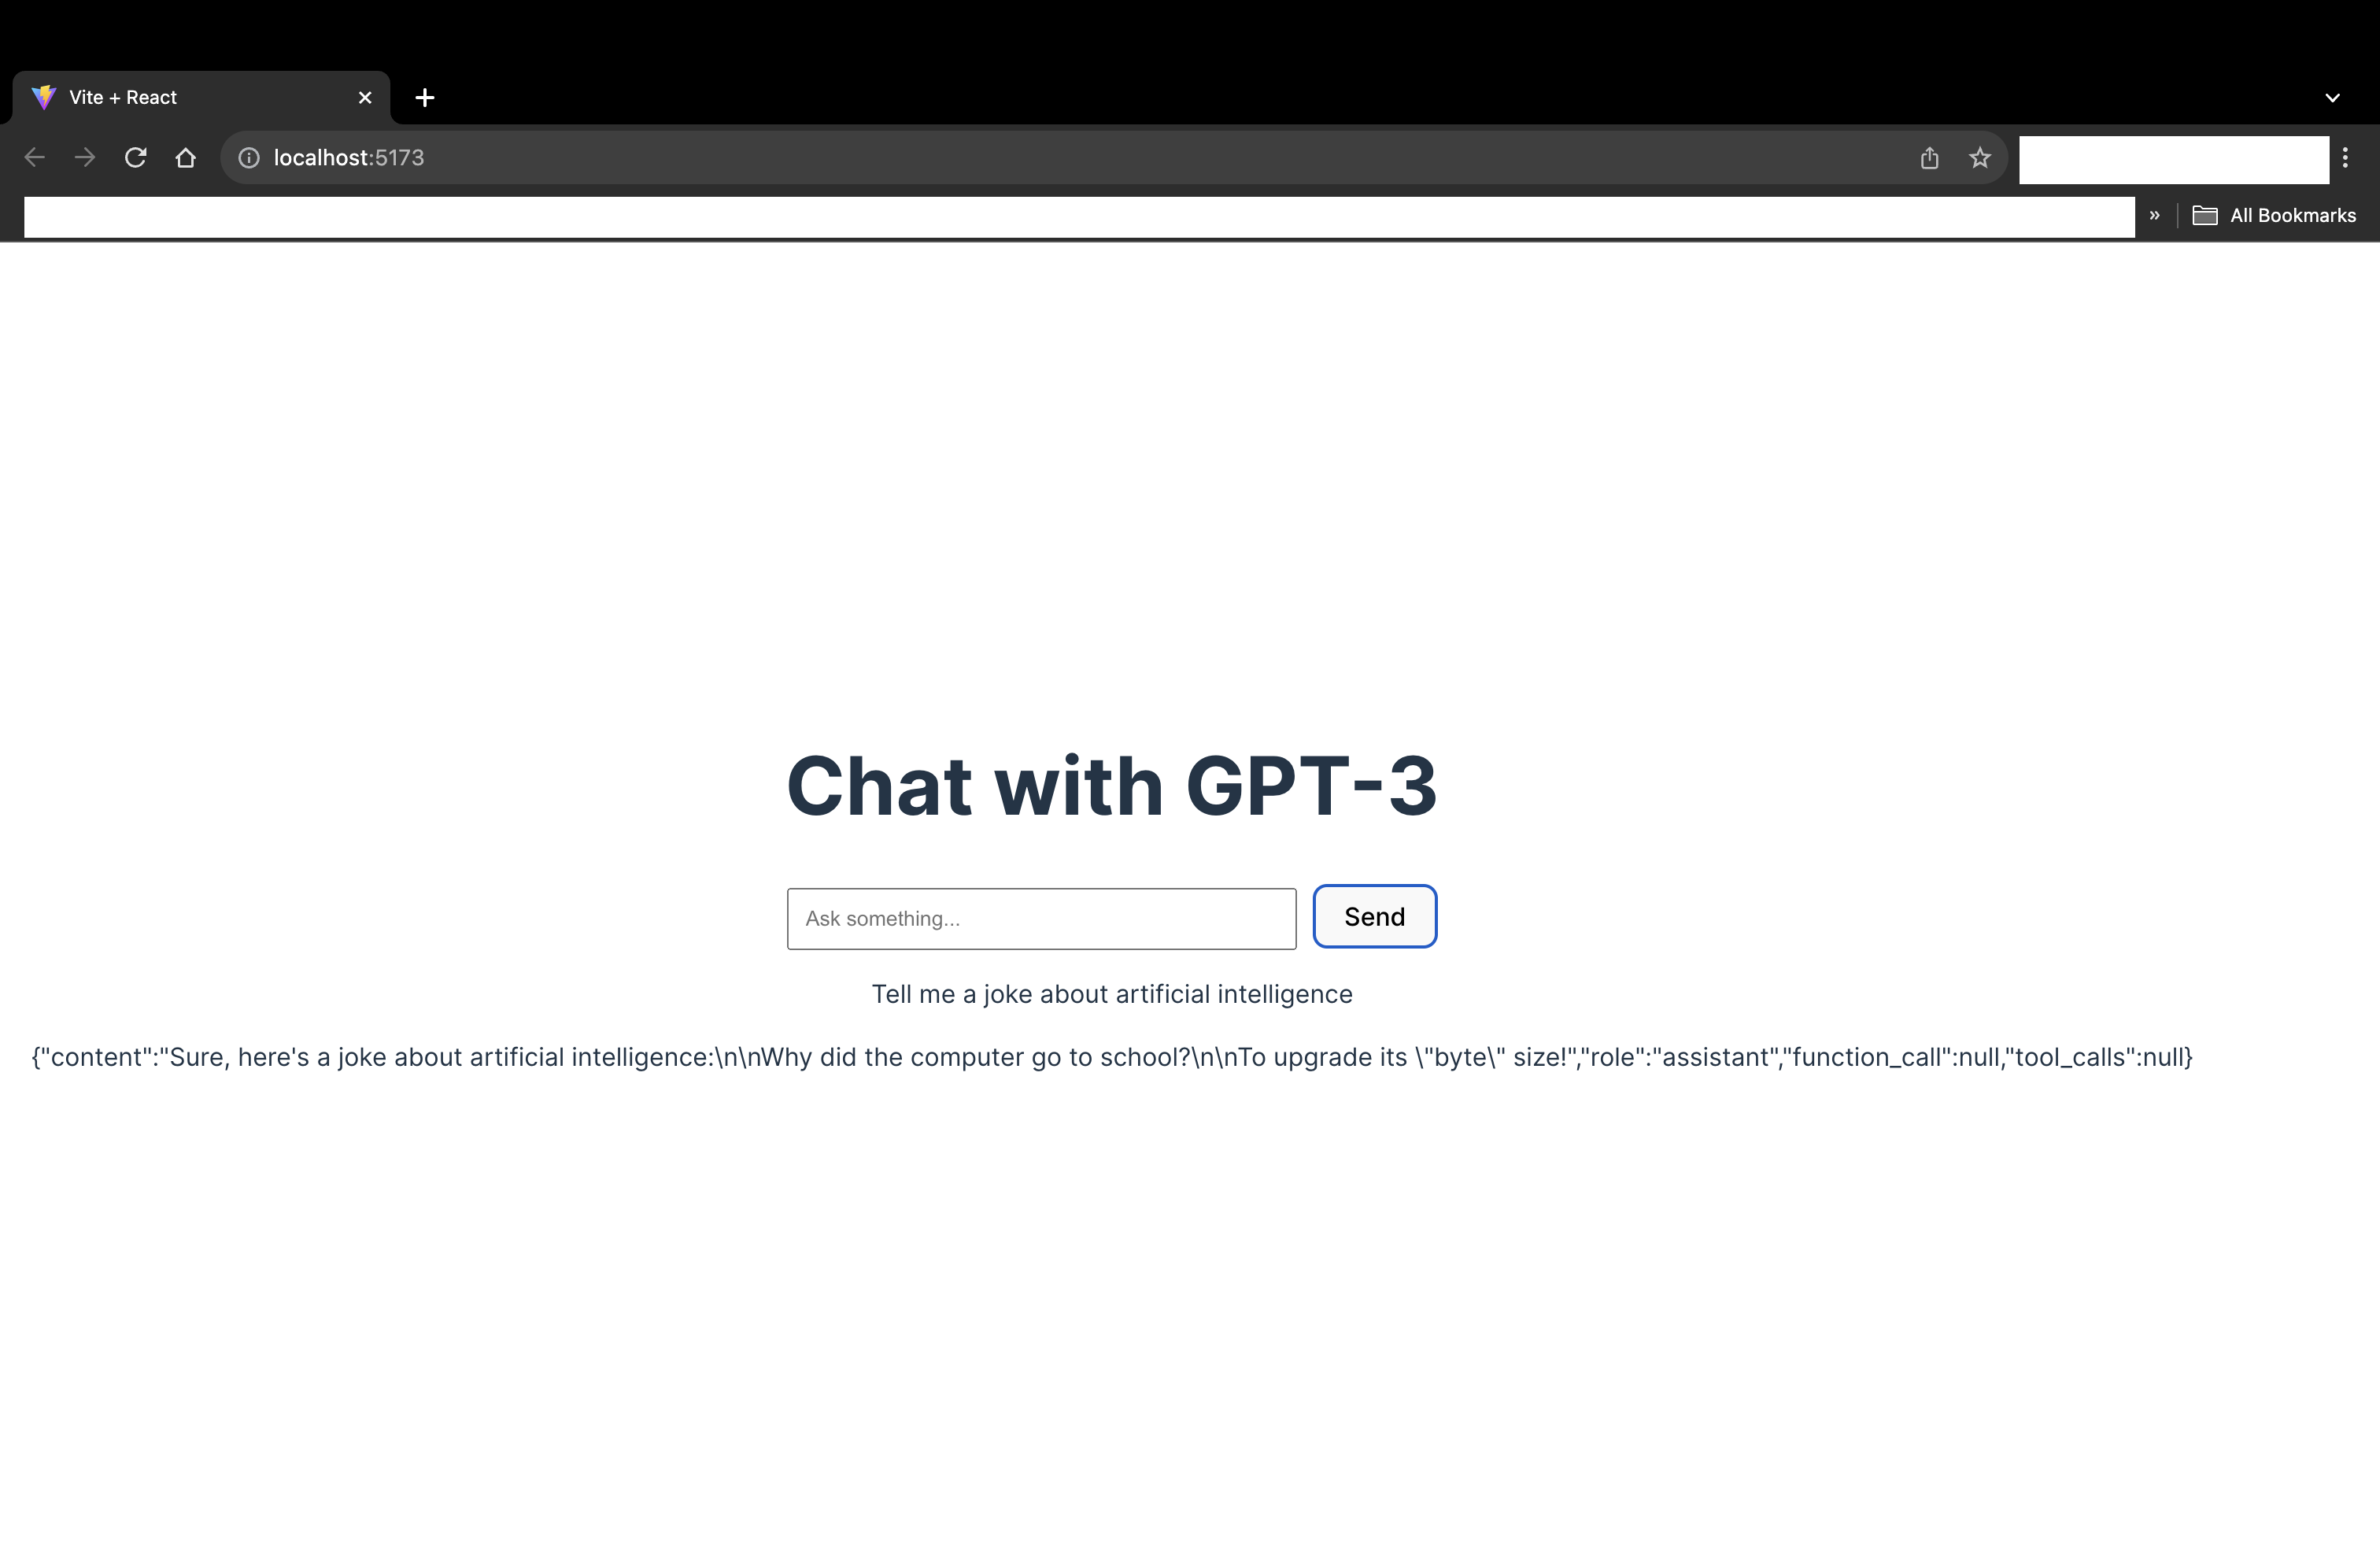 Vite + React
localhost:5173
» All Bookmarks
Chat with GPT-3
Ask something... Send
Tell me a joke about artificial intelligence
{"content":"Sure, here's a joke about artificial intelligence:\n\nWhy did the computer go to school?\n\nTo upgrade its \"byte\" size!","role":"assistant","function_call":null,"tool_calls":null}